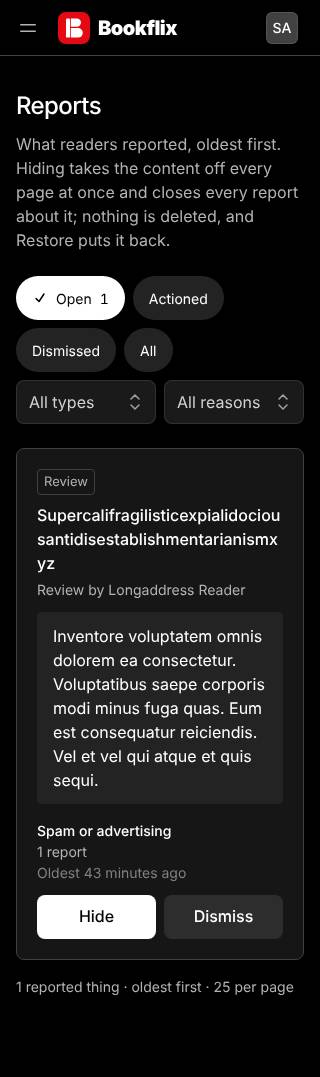 Bookflix
SA
Reports
What readers reported, oldest first.
Hiding takes the content off every
page at once and closes every report
about it; nothing is deleted, and
Restore puts it back.
Open 1
Actioned
Dismissed
All
All types
All reasons
Review
Supercalifragilisticexpialidociou
santidisestablishmentarianismx
yz
Review by Longaddress Reader
Inventore voluptatem omnis
dolorem ea consectetur.
Voluptatibus saepe corporis
modi minus fuga quas. Eum
est consequatur reiciendis.
Vel et vel qui atque et quis
sequi.
Spam or advertising
1 report
Oldest 43 minutes ago
Hide
Dismiss
1 reported thing · oldest first · 25 per page